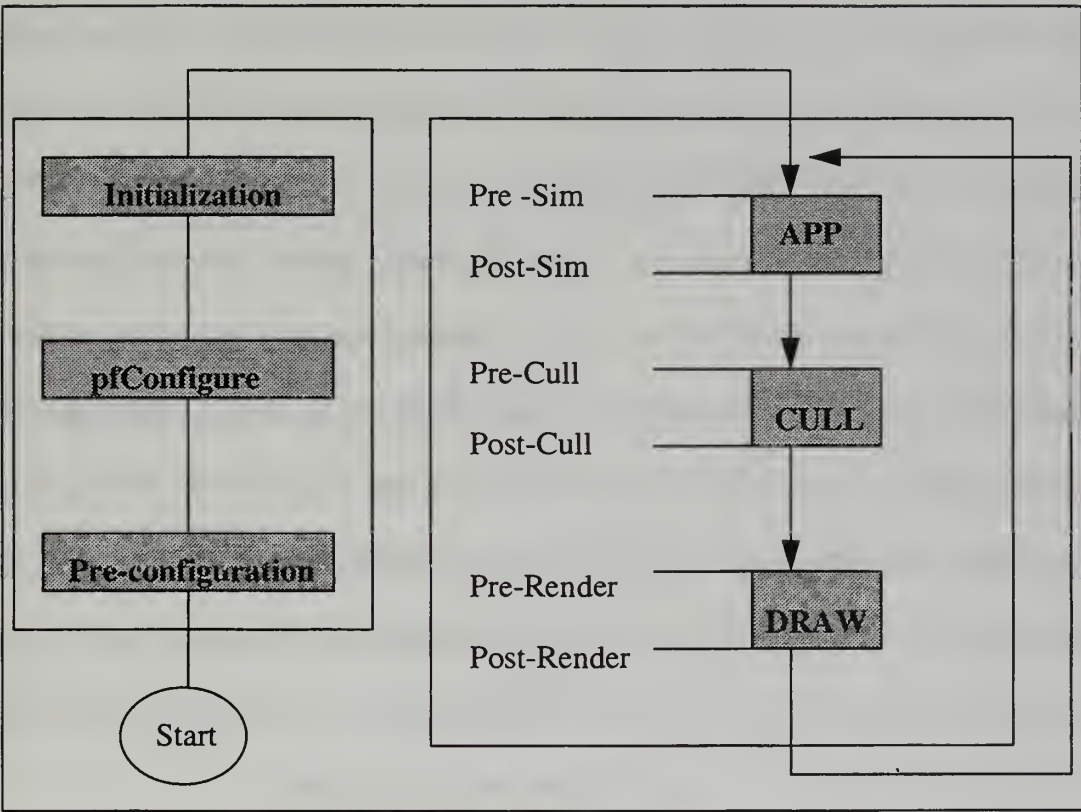 Initialization
pfConfigure
Pre-configuration
Start
Pre -Sim
APP
Post-Sim
Pre-Cull
CULL
Post-Cull
Pre-Render
DRAW
Post-Render